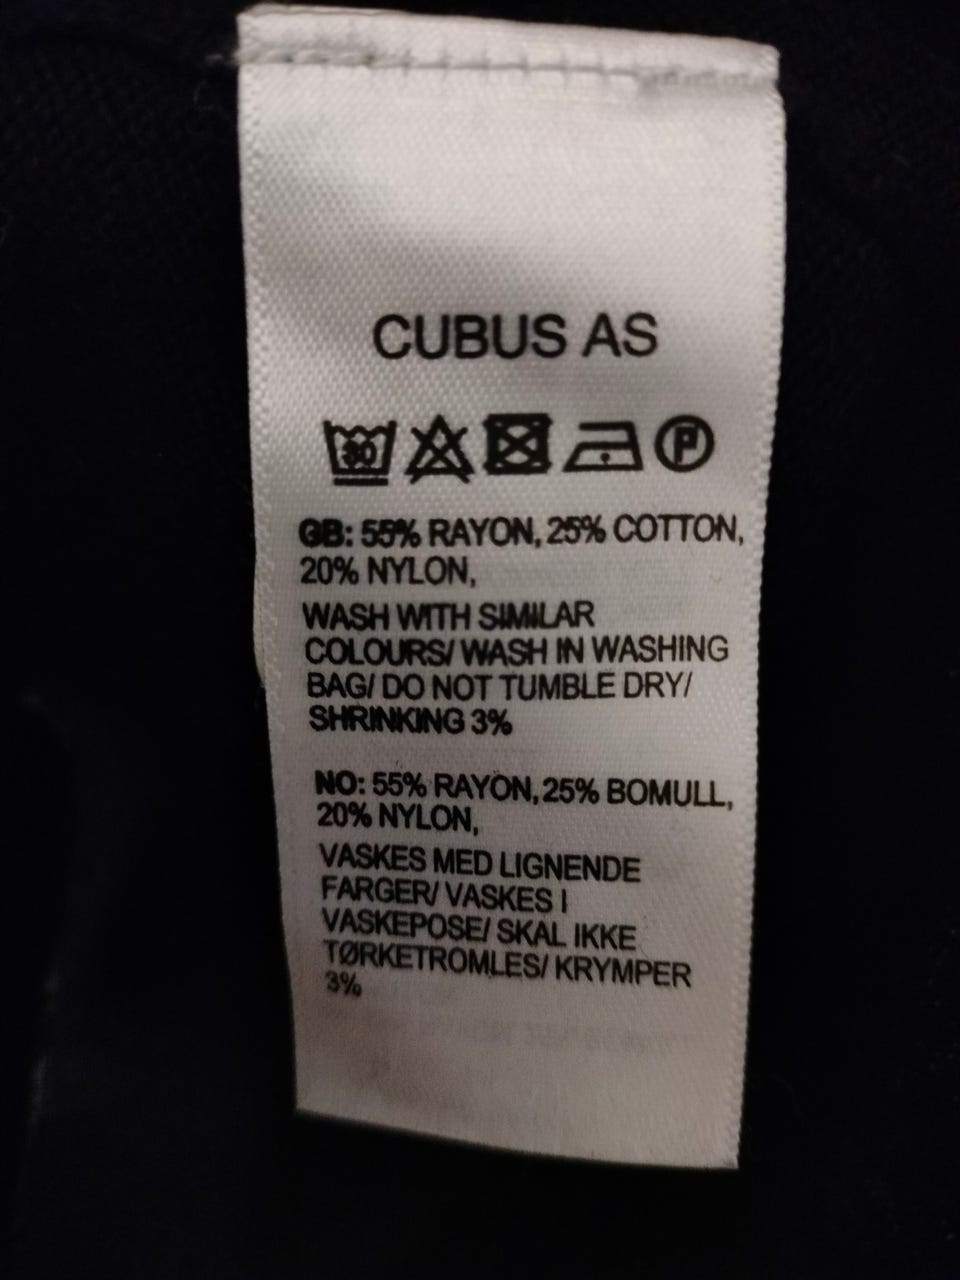 CUBUS AS
30 P
GB: 55% RAYON, 25% COTTON,
20% NYLON,
WASH WITH SIMILAR
COLOURS/ WASH IN WASHING
BAG/ DO NOT TUMBLE DRY/
SHRINKING 3%
NO: 55% RAYON, 25% BOMULL,
20% NYLON,
VASKES MED LIGNENDE
FARGER/ VASKES I
VASKEPOSE/ SKAL IKKE
TØRKETROMLES/ KRYMPER
3%